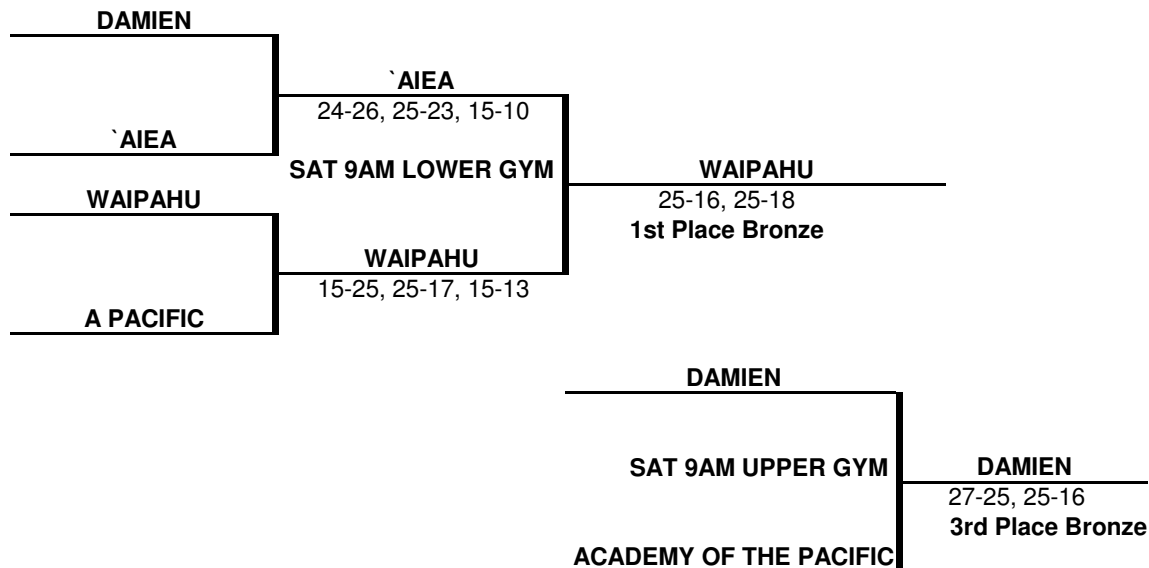 DAMIEN
`AIEA
24-26, 25-23, 15-10
`AIEA
SAT 9AM LOWER GYM
WAIPAHU
25-16, 25-18
1st Place Bronze
WAIPAHU
WAIPAHU
15-25, 25-17, 15-13
A PACIFIC
DAMIEN
SAT 9AM UPPER GYM
DAMIEN
27-25, 25-16
3rd Place Bronze
ACADEMY OF THE PACIFIC